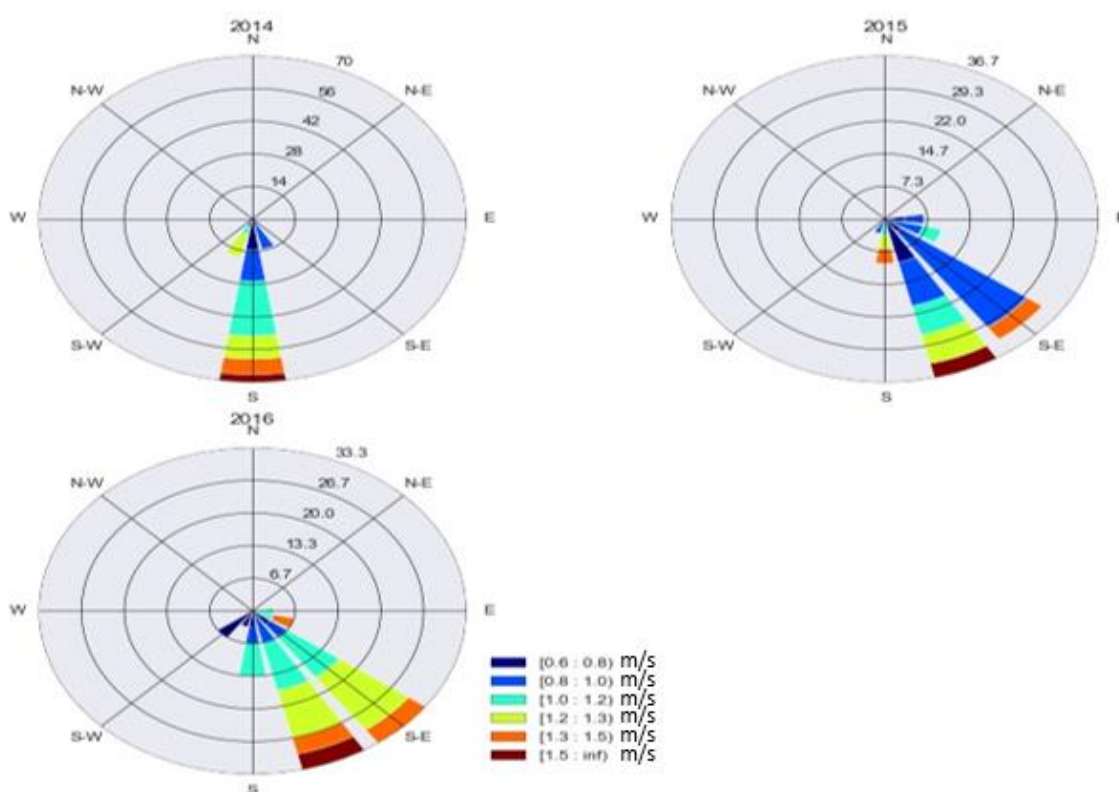 2014
N
70
56
42
28
14
N-W
N-E
W
E
S-W
S-E
S
2015
N
36.7
29.3
22.0
14.7
7.3
N-W
N-E
W
E
S-W
S-E
S
2016
N
33.3
26.7
20.0
13.3
6.7
N-W
N-E
W
E
S-W
S-E
S
[0.6 : 0.8) m/s
[0.8 : 1.0) m/s
[1.0 : 1.2) m/s
[1.2 : 1.3) m/s
[1.3 : 1.5) m/s
[1.5 : inf) m/s